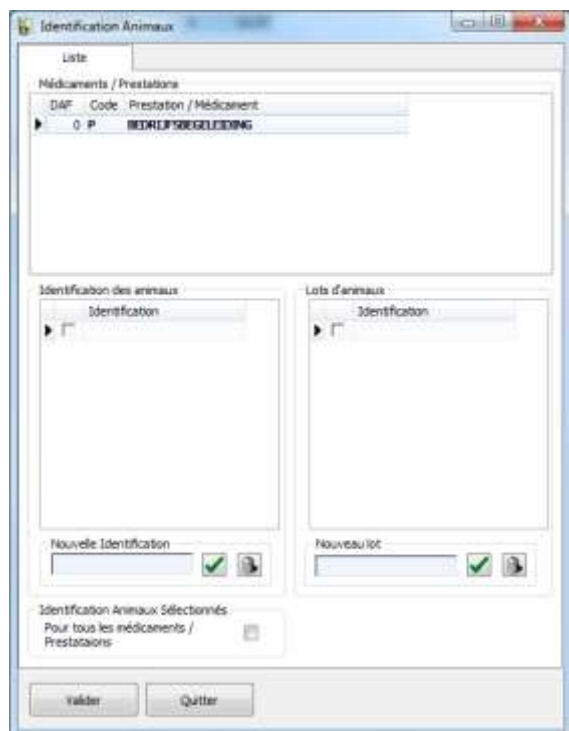 Identification Animaux
Liste
Médicaments / Prestations
DAF Code Prestation / Médicament
0 P BEDRIJFSBEGELEIDING
Identification des animaux
Lots d'animaux
Identification
Identification
Nouvelle Identification
Nouveau lot
Identification Animaux Sélectionnés
Pour tous les médicaments /
Prestataions
Valider
Quitter